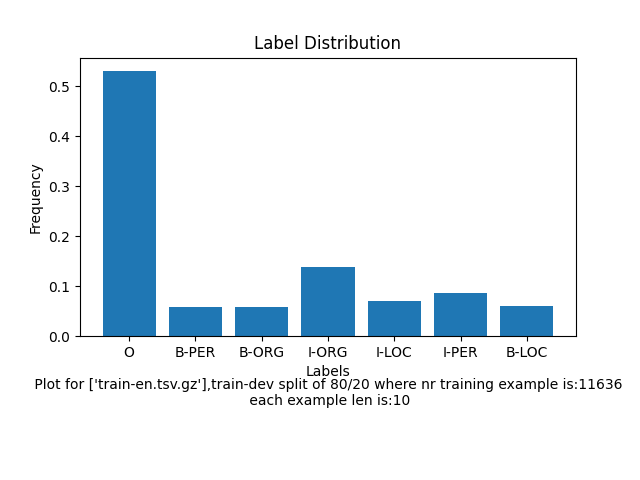 Label Distribution
0.5
0.4
0.3
0.2
0.1
0.0
Frequency
O B-PER B-ORG I-ORG I-LOC I-PER B-LOC
Labels
Plot for ['train-en.tsv.gz'],train-dev split of 80/20 where nr training example is:11636
each example len is:10